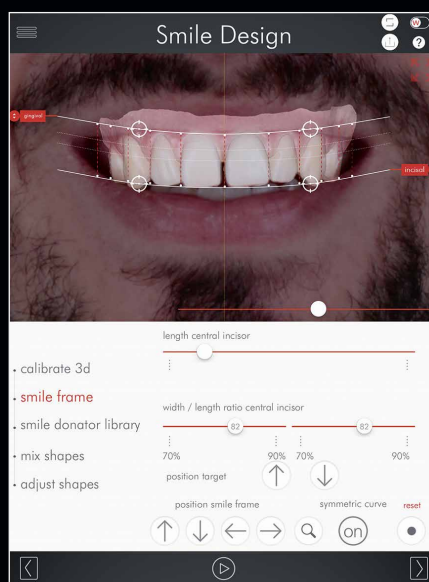 Smile Design
W
?
gingival
incisal
length central incisor
• calibrate 3d
• smile frame
• smile donator library
• mix shapes
• adjust shapes
width / length ratio central incisor
82 82
70% 90% 70% 90%
position target
position smile frame symmetric curve reset
on